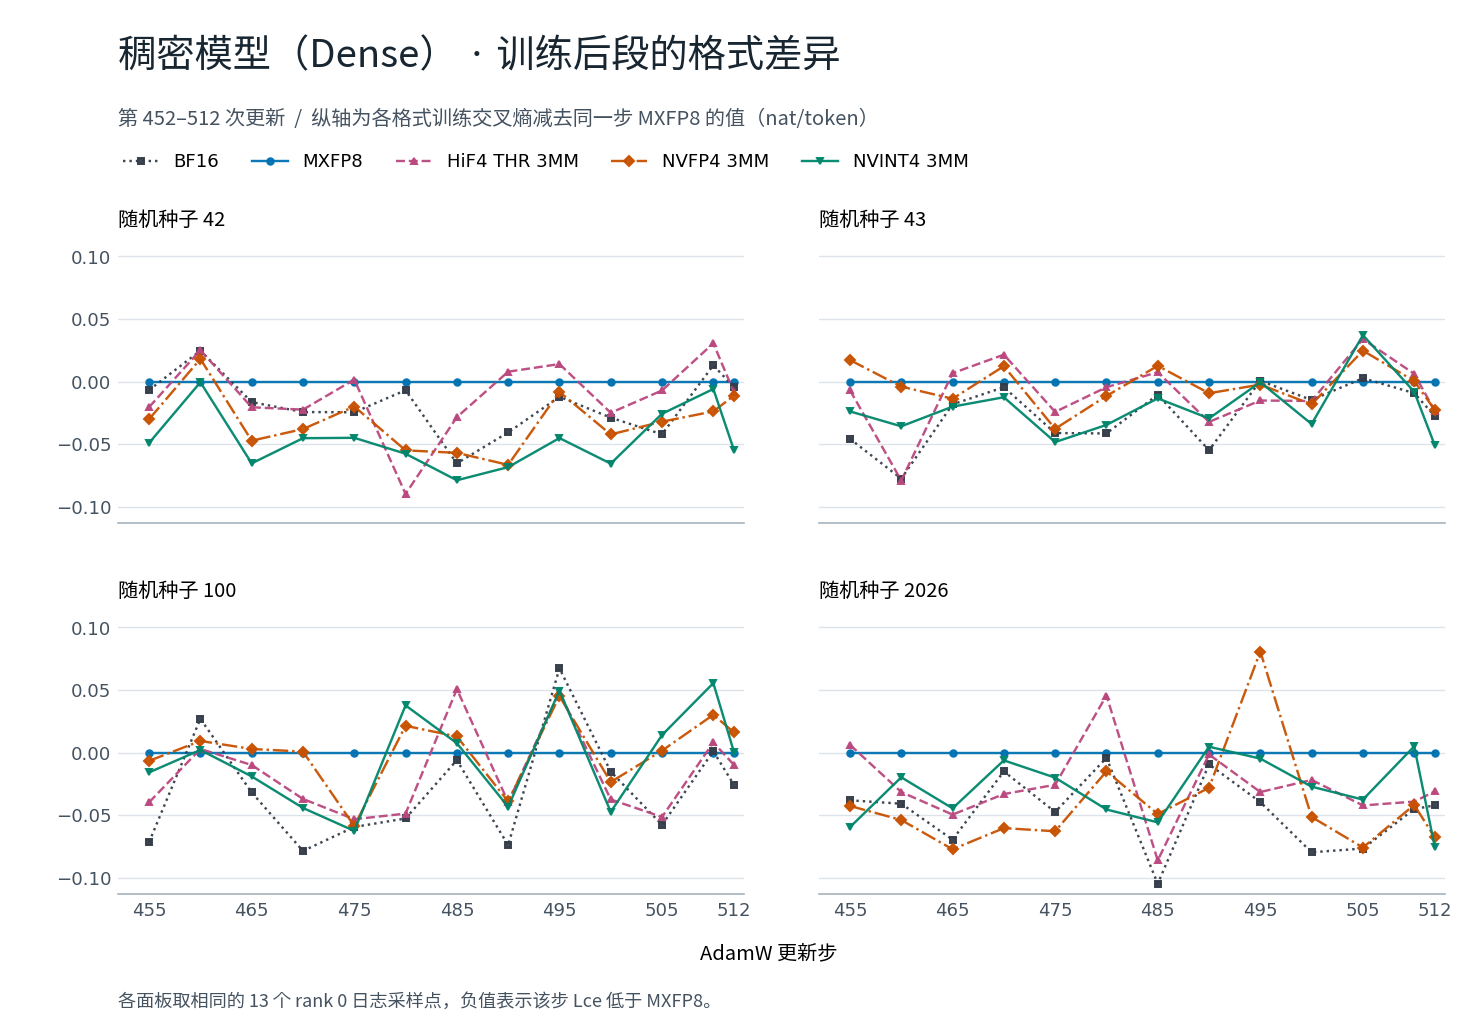 稠密模型（Dense） · 训练后段的格式差异
第 452–512 次更新 / 纵轴为各格式训练交叉熵减去同一步 MXFP8 的值（nat/token）
BF16 MXFP8 HiF4 THR 3MM NVFP4 3MM NVINT4 3MM
随机种子 42
随机种子 43
0.10
0.05
0.00
−0.05
−0.10
随机种子 100
随机种子 2026
0.10
0.05
0.00
−0.05
−0.10
455 465 475 485 495 505 512
455 465 475 485 495 505 512
AdamW 更新步
各面板取相同的 13 个 rank 0 日志采样点，负值表示该步 Lce 低于 MXFP8。